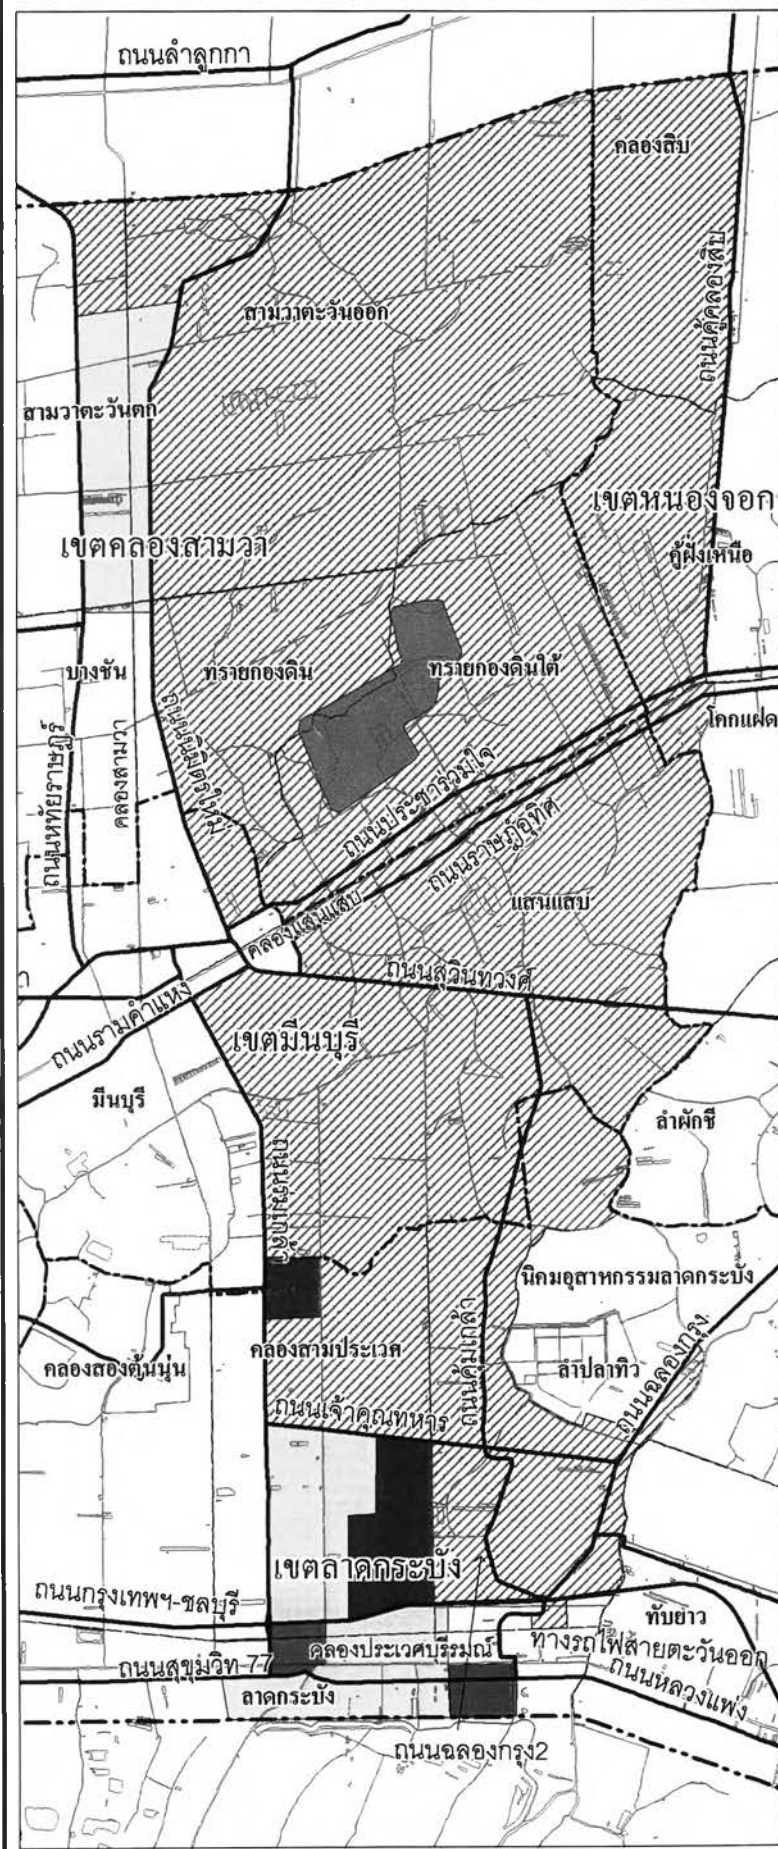 ถนนลำลูกกา
คลองสิบ
ถนนคู้คลองสิบ
สามวาตะวันออก
สามวาตะวันตก
เขตหนองจอก
เขตคลองสามวา
คู้ฝั่งเหนือ
บางชัน
ทรายกองดิน
ทรายกองดินใต้
โคกแฝด
ถนนนิมิตรใหม่
คลองสามวา
ถนนหทัยราษฎร์
ถนนประชาร่วมใจ
ถนนราษฎร์อุทิศ
แสนแสบ
คลองแสนแสบ
ถนนสุวินทวงศ์
ถนนรามคำแหง
เขตมีนบุรี
มีนบุรี
ลำผักชี
ถนนร่มเกล้า
นิคมอุสาหกรรมลาดกระบัง
คลองสามประเวศ
ถนนคุ้มเกล้า
คลองสองต้นนุ่น
ลำปลาทิว
ถนนฉลองกรุง
ถนนเจ้าคุณทหาร
เขตลาดกระบัง
ถนนกรุงเทพฯ-ชลบุรี
ทับยาว
คลองประเวศบุรีรมณ์
ทางรถไฟสายตะวันออก
ถนนสุขุมวิท 77
ถนนหลวงแพ่ง
ลาดกระบัง
ถนนฉลองกรุง2